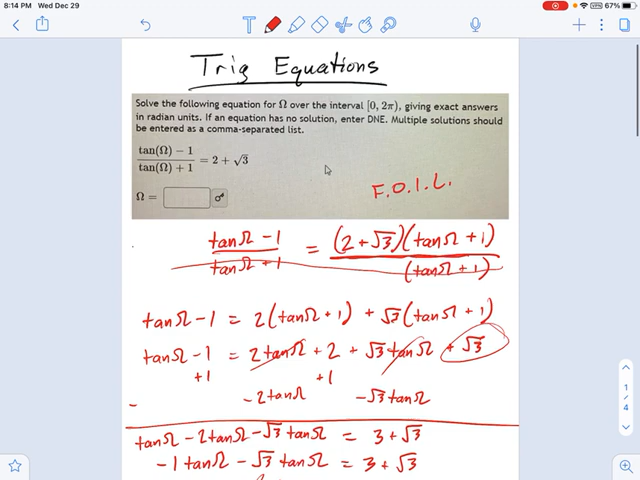 8:14 PM Wed Dec 29
67%
Trig Equations
Solve the following equation for Ω over the interval [0, 2π), giving exact answers
in radian units. If an equation has no solution, enter DNE. Multiple solutions should
be entered as a comma-separated list.
tan(Ω) − 1
tan(Ω) + 1
= 2 + √3
Ω =
F.O.I.L.
tanΩ − 1 = (2 + √3)(tanΩ + 1)
tanΩ + 1 (tanΩ + 1)
tanΩ − 1 = 2(tanΩ + 1) + √3(tanΩ + 1)
tanΩ − 1 = 2tanΩ + 2 + √3 tanΩ + √3
+1 +1
− 2tanΩ − √3 tanΩ
tanΩ − 2tanΩ − √3 tanΩ = 3 + √3
− 1 tanΩ − √3 tanΩ = 3 + √3
1
/
4